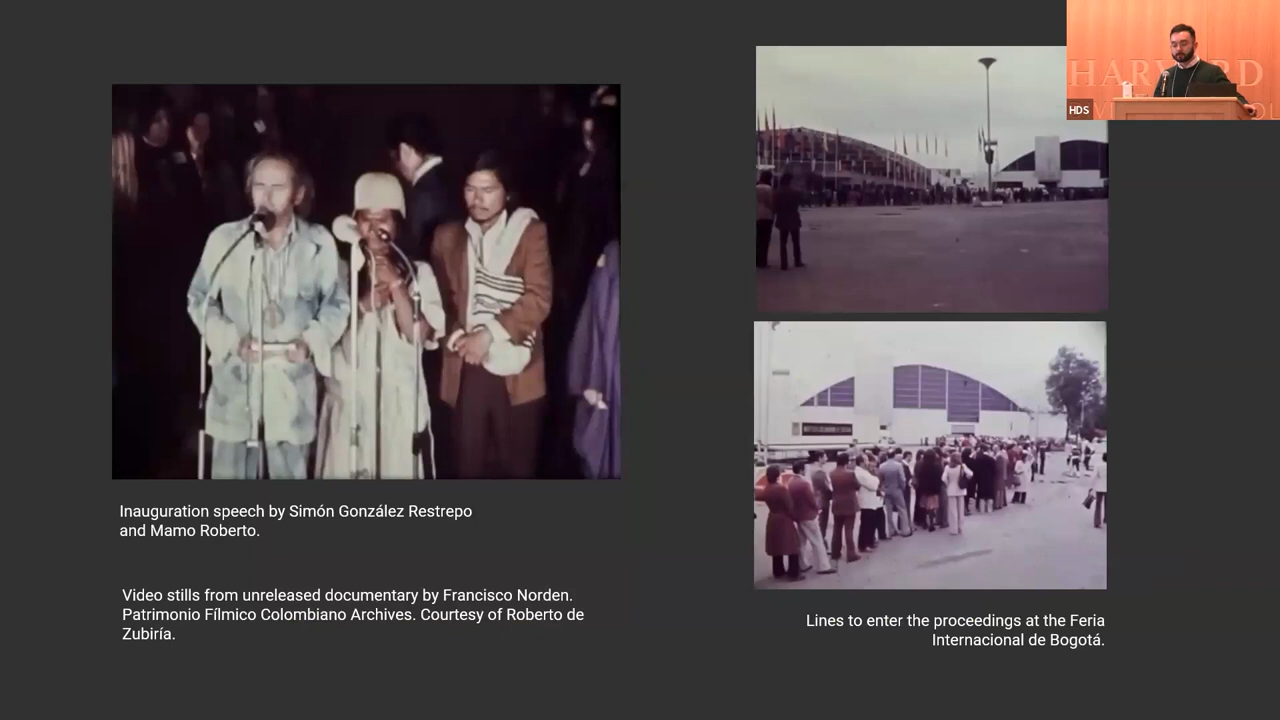 HARVARD
HDS
Inauguration speech by Simón González Restrepo
and Mamo Roberto.
Video stills from unreleased documentary by Francisco Norden.
Patrimonio Fílmico Colombiano Archives. Courtesy of Roberto de
Zubiría.
Lines to enter the proceedings at the Feria
Internacional de Bogotá.